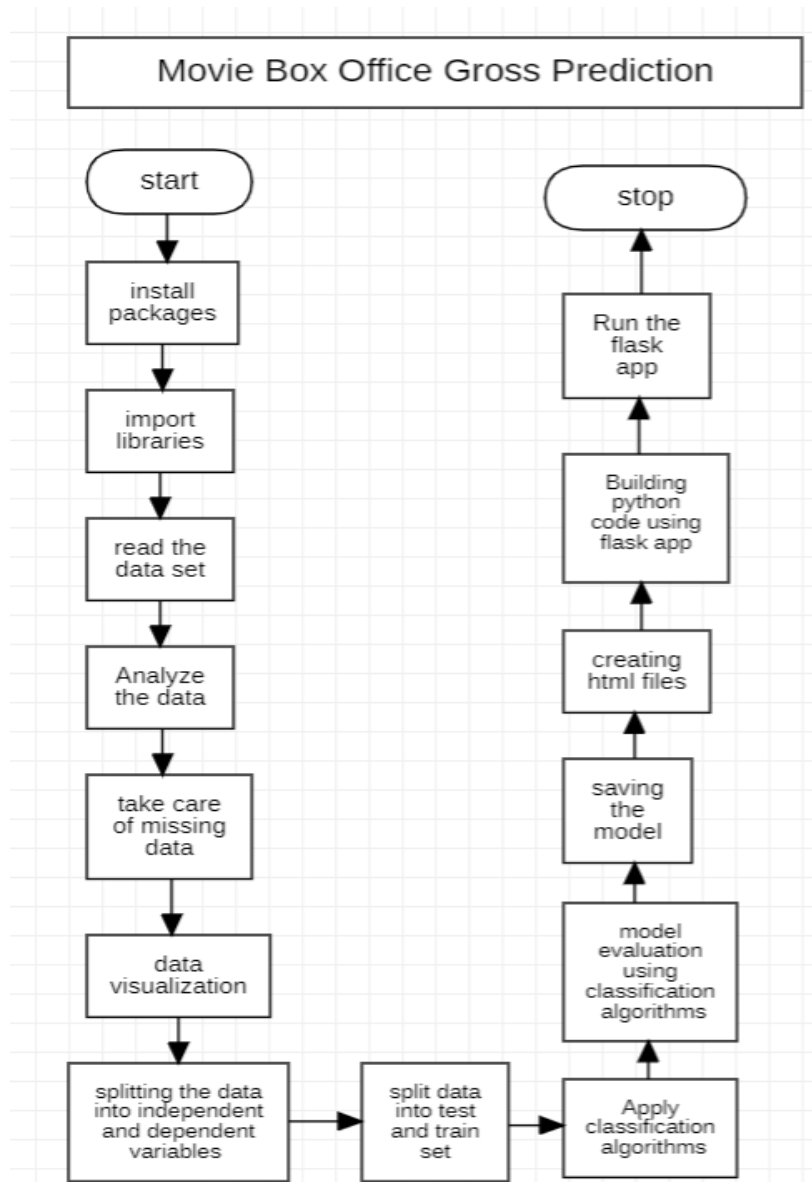 Movie Box Office Gross Prediction
start
install
packages
import
libraries
read the
data set
Analyze
the data
take care
of missing
data
data
visualization
splitting the data
into independent
and dependent
variables
split data
into test
and train
set
Apply
classification
algorithms
model
evaluation
using
classification
algorithms
saving
the
model
creating
html files
Building
python
code using
flask app
Run the
flask
app
stop